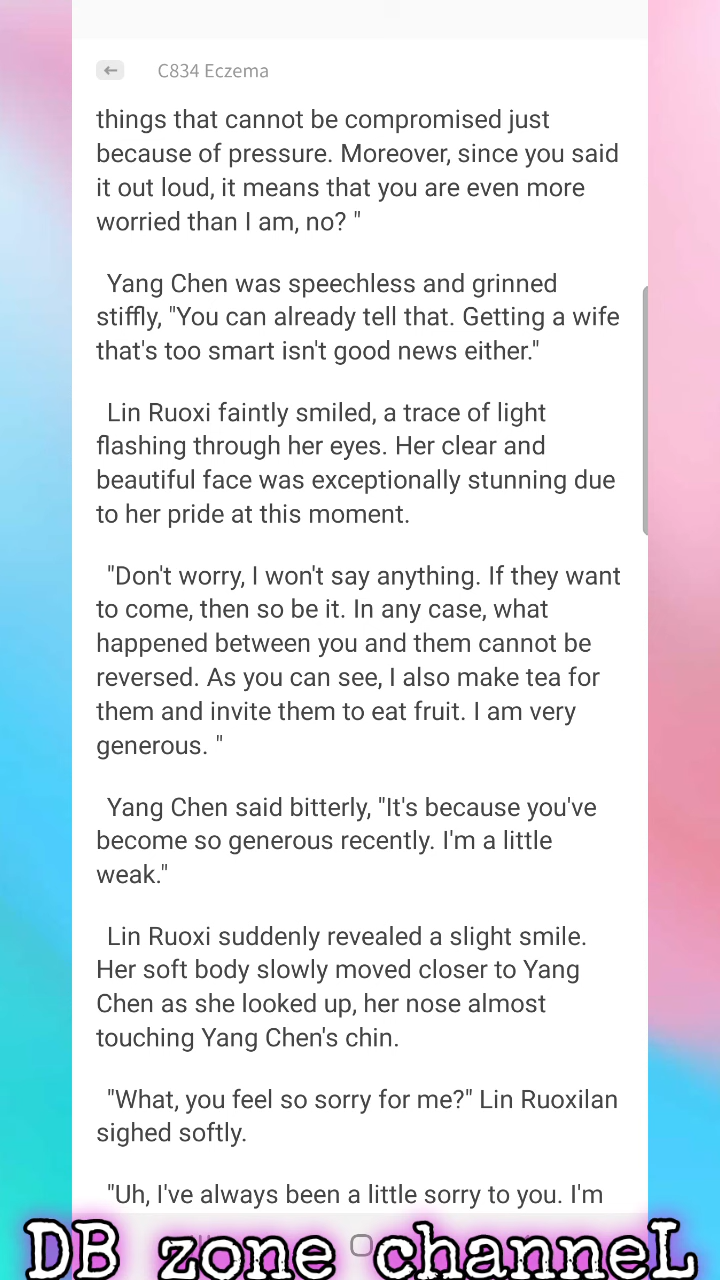 C834 Eczema
things that cannot be compromised just
because of pressure. Moreover, since you said
it out loud, it means that you are even more
worried than I am, no? "
Yang Chen was speechless and grinned
stiffly, "You can already tell that. Getting a wife
that's too smart isn't good news either."
Lin Ruoxi faintly smiled, a trace of light
flashing through her eyes. Her clear and
beautiful face was exceptionally stunning due
to her pride at this moment.
"Don't worry, I won't say anything. If they want
to come, then so be it. In any case, what
happened between you and them cannot be
reversed. As you can see, I also make tea for
them and invite them to eat fruit. I am very
generous. "
Yang Chen said bitterly, "It's because you've
become so generous recently. I'm a little
weak."
Lin Ruoxi suddenly revealed a slight smile.
Her soft body slowly moved closer to Yang
Chen as she looked up, her nose almost
touching Yang Chen's chin.
"What, you feel so sorry for me?" Lin Ruoxilan
sighed softly.
"Uh, I've always been a little sorry to you. I'm
DB zone channeL